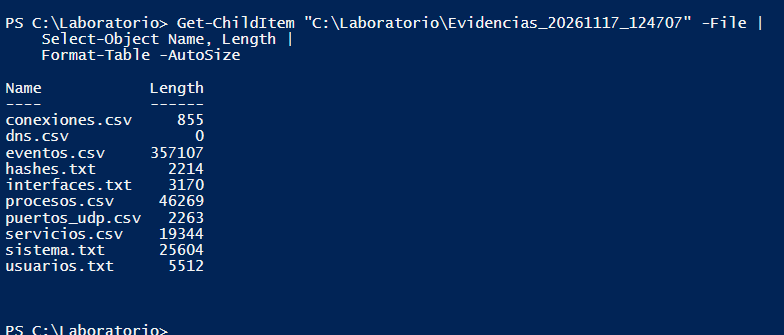 PS C:\Laboratorio> Get-ChildItem "C:\Laboratorio\Evidencias_20261117_124707" -File |
    Select-Object Name, Length |
    Format-Table -AutoSize

Name            Length
----            ------
conexiones.csv     855
dns.csv              0
eventos.csv     357107
hashes.txt        2214
interfaces.txt    3170
procesos.csv     46269
puertos_udp.csv   2263
servicios.csv    19344
sistema.txt      25604
usuarios.txt      5512

PS C:\Laboratorio>